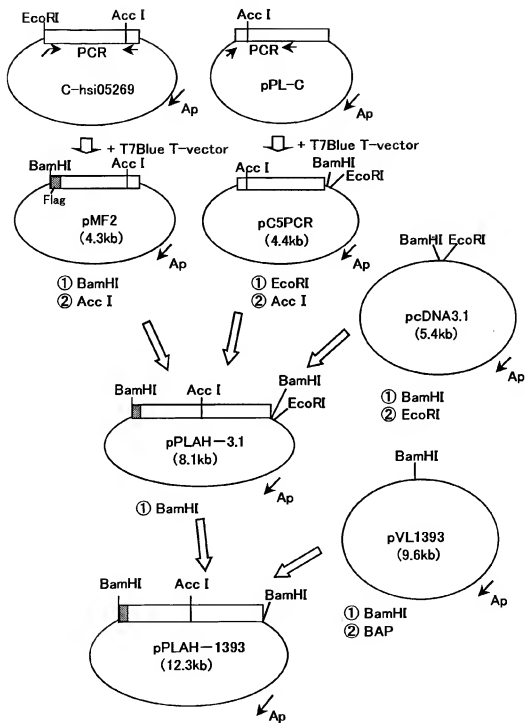 EcoRI
Acc I
PCR
C-hsi05269
Ap
Acc I
PCR
pPL-C
Ap
+ T7Blue T-vector
+ T7Blue T-vector
BamHI
Acc I
Flag
pMF2
(4.3kb)
Ap
① BamHI
② Acc I
Acc I
BamHI
EcoRI
pC5PCR
(4.4kb)
Ap
① EcoRI
② Acc I
BamHI EcoRI
pcDNA3.1
(5.4kb)
Ap
① BamHI
② EcoRI
BamHI
Acc I
BamHI
EcoRI
pPLAH-3.1
(8.1kb)
Ap
① BamHI
BamHI
pVL1393
(9.6kb)
Ap
① BamHI
② BAP
BamHI
Acc I
BamHI
pPLAH-1393
(12.3kb)
Ap